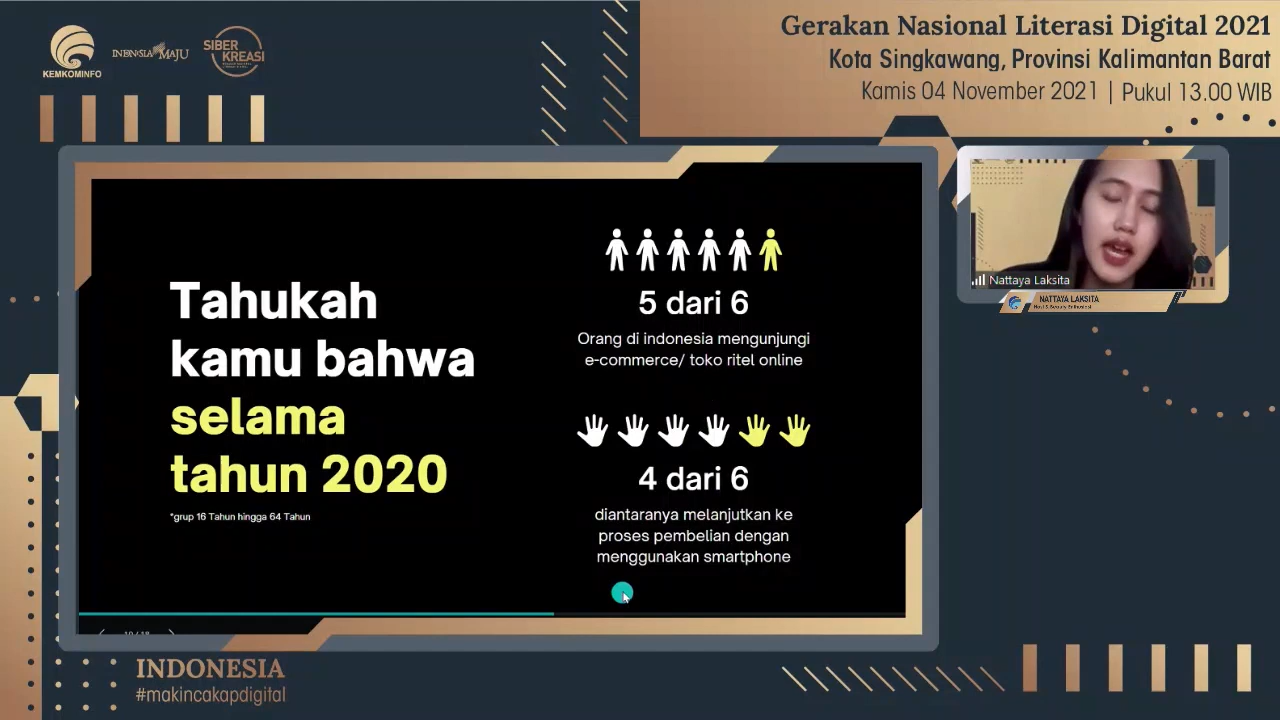 KEMKOMINFO
INDONESIA MAJU
SIBER
KREASI
Gerakan Nasional Literasi Digital 2021
Kota Singkawang, Provinsi Kalimantan Barat
Kamis 04 November 2021 | Pukul 13.00 WIB
Tahukah
kamu bahwa
selama
tahun 2020
*grup 16 Tahun hingga 64 Tahun
5 dari 6
Orang di indonesia mengunjungi
e-commerce/ toko ritel online
4 dari 6
diantaranya melanjutkan ke
proses pembelian dengan
menggunakan smartphone
Nattaya Laksita
NATTAYA LAKSITA
Host & Beauty Enthusiast
INDONESIA
#makincakapdigital